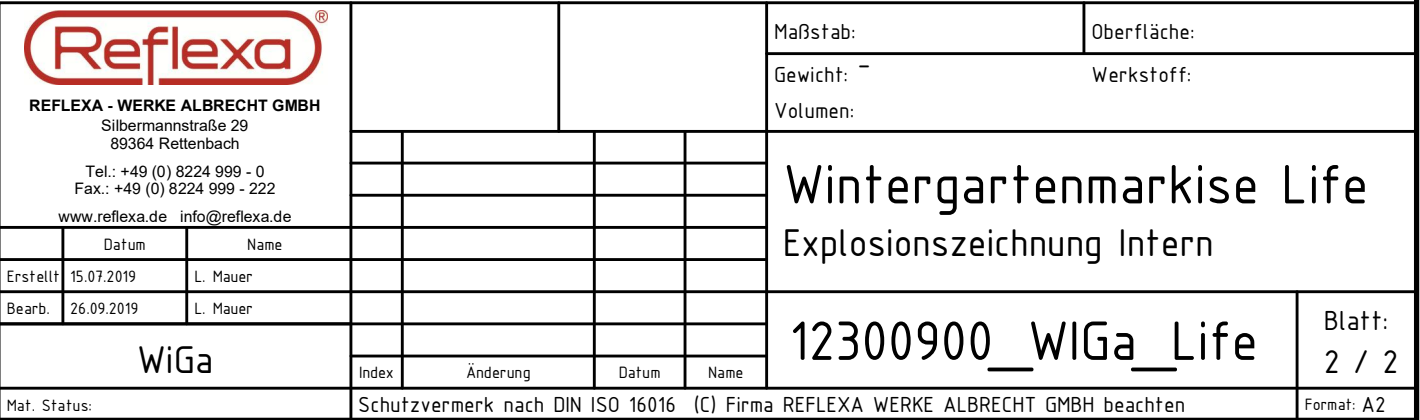 Reflexa®
REFLEXA - WERKE ALBRECHT GMBH
Silbermannstraße 29
89364 Rettenbach
Tel.: +49 (0) 8224 999 - 0
Fax.: +49 (0) 8224 999 - 222
www.reflexa.de info@reflexa.de
Datum Name
Erstellt 15.07.2019 L. Mauer
Bearb. 26.09.2019 L. Mauer
WiGa
Mat. Status:
Index Änderung Datum Name
Maßstab: Oberfläche:
Gewicht: - Werkstoff:
Volumen:
Wintergartenmarkise Life
Explosionszeichnung Intern
12300900_WIGa_Life
Blatt:
2 / 2
Schutzvermerk nach DIN ISO 16016 (C) Firma REFLEXA WERKE ALBRECHT GMBH beachten
Format: A2